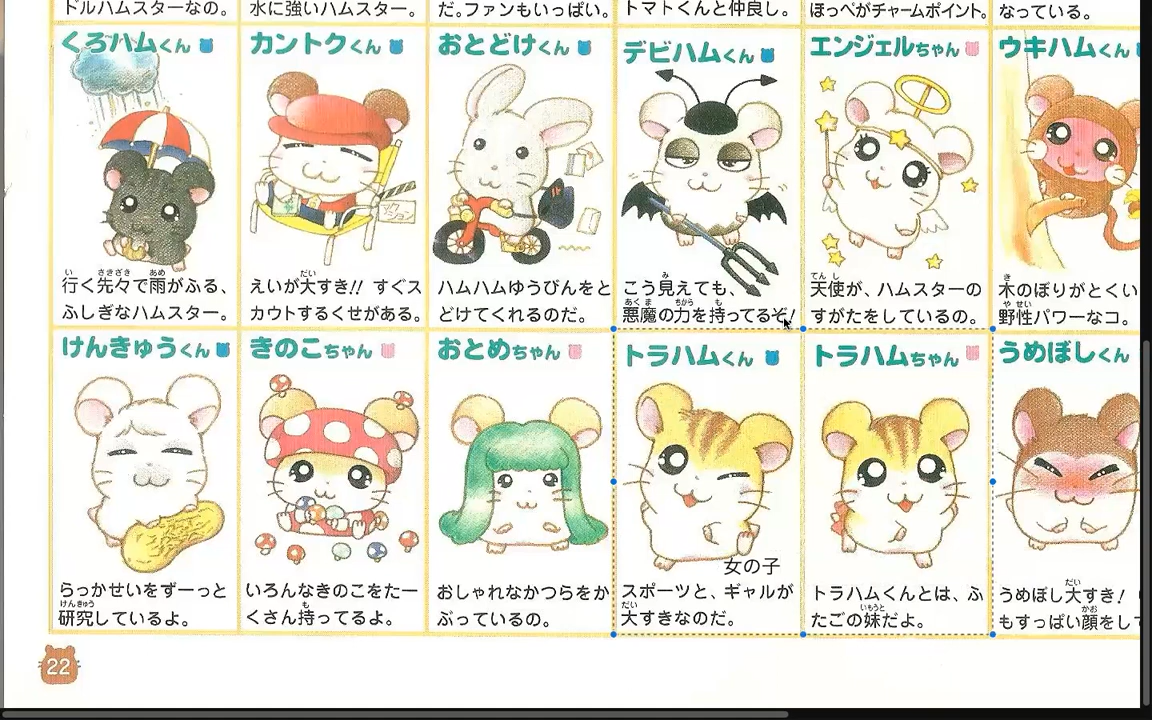 ドルハムスターなの。
水に強いハムスター。
だ。ファンもいっぱい。
トマトくんと仲良し。
ほっぺがチャームポイント。
なっている。
くろハムくん
行く先々で雨がふる、
ふしぎなハムスター。
カントクくん
えいが大すき!! すぐス
カウトするくせがある。
おとどけくん
ハムハムゆうびんをと
どけてくれるのだ。
デビハムくん
こう見えても、
悪魔の力を持ってるぞ!
エンジェルちゃん
天使が、ハムスターの
すがたをしているの。
ウキハムくん
木のぼりがとくい
野性パワーなコ。
けんきゅうくん
らっかせいをずーっと
研究しているよ。
きのこちゃん
いろんなきのこをたー
くさん持ってるよ。
おとめちゃん
おしゃれなかつらをか
ぶっているの。
トラハムくん
女の子
スポーツと、ギャルが
大すきなのだ。
トラハムちゃん
トラハムくんとは、ふ
たごの妹だよ。
うめぼしくん
うめぼし大すき!
もすっぱい顔をして
22